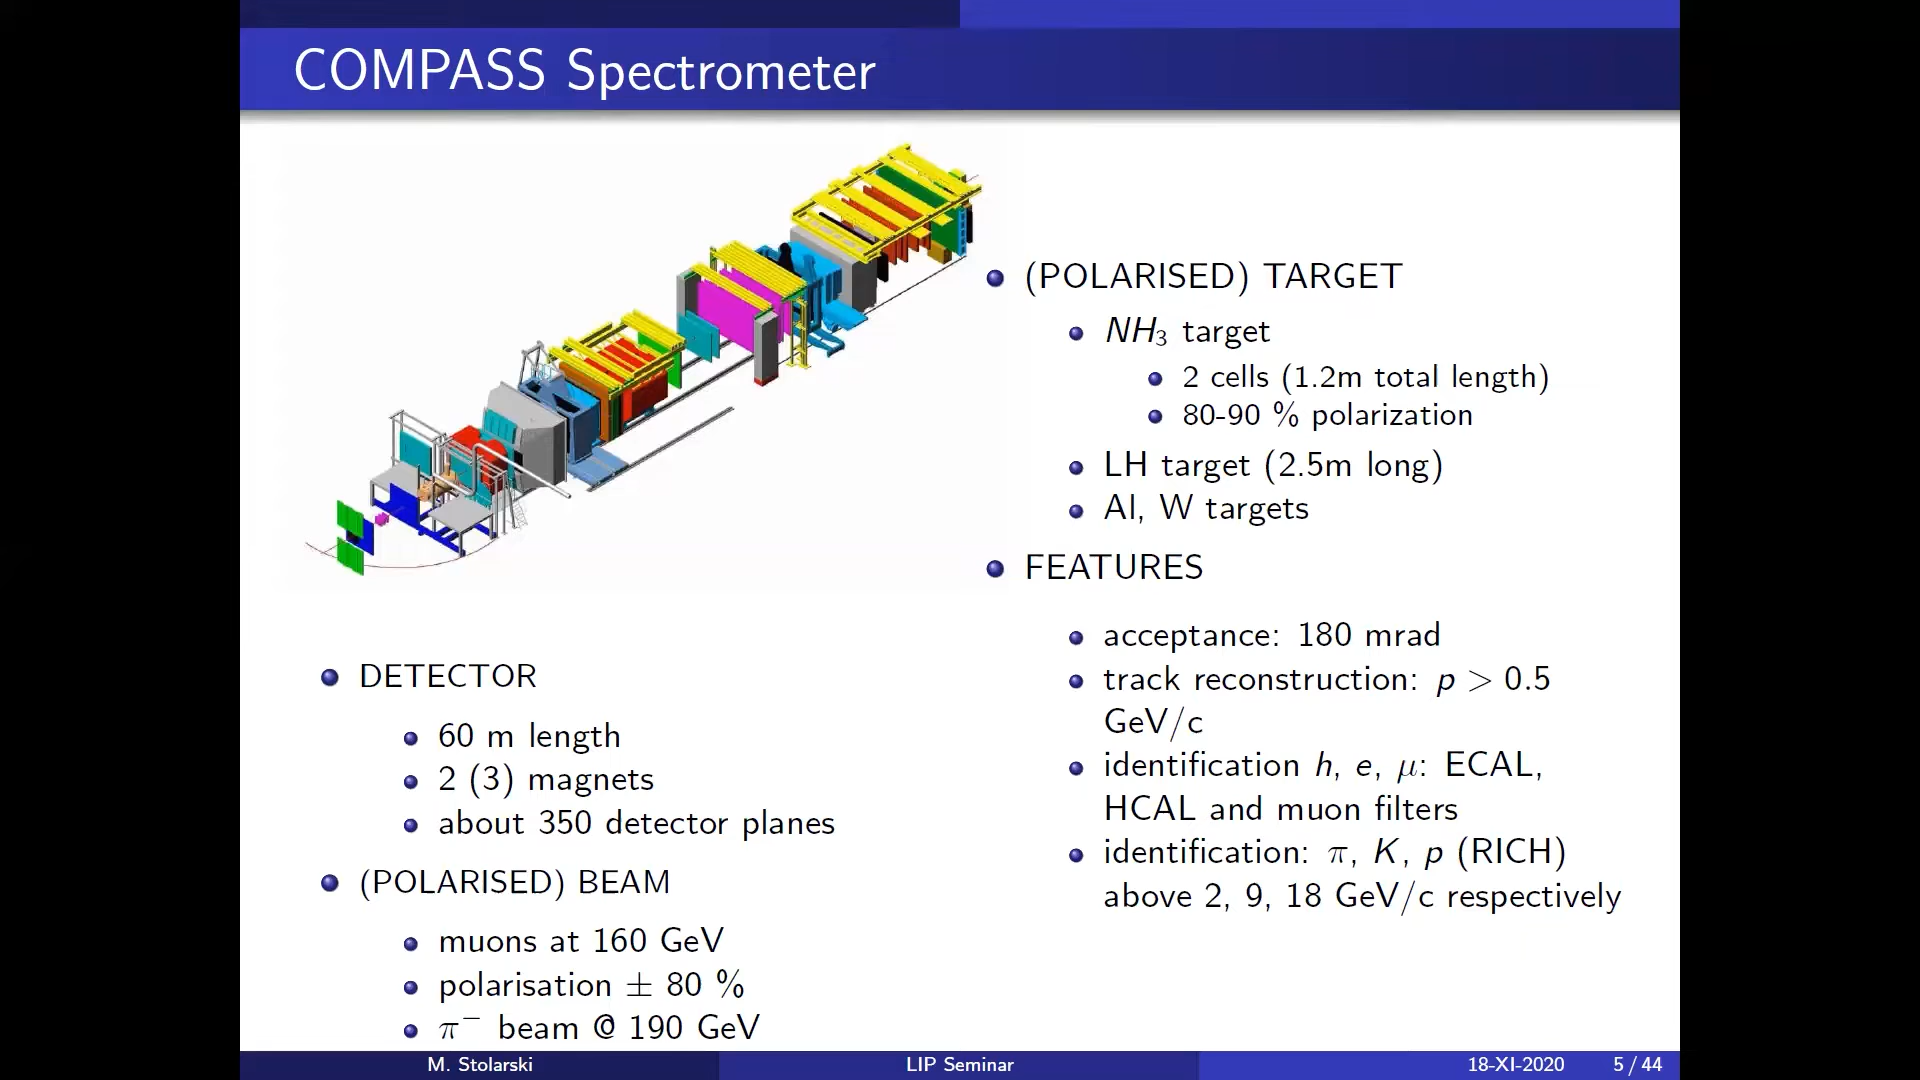 COMPASS Spectrometer
DETECTOR
60 m length
2 (3) magnets
about 350 detector planes
(POLARISED) BEAM
muons at 160 GeV
polarisation ± 80 %
π⁻ beam @ 190 GeV
(POLARISED) TARGET
NH₃ target
2 cells (1.2m total length)
80-90 % polarization
LH target (2.5m long)
Al, W targets
FEATURES
acceptance: 180 mrad
track reconstruction: p > 0.5
GeV/c
identification h, e, μ: ECAL,
HCAL and muon filters
identification: π, K, p (RICH)
above 2, 9, 18 GeV/c respectively
M. Stolarski
LIP Seminar
18-XI-2020
5 / 44